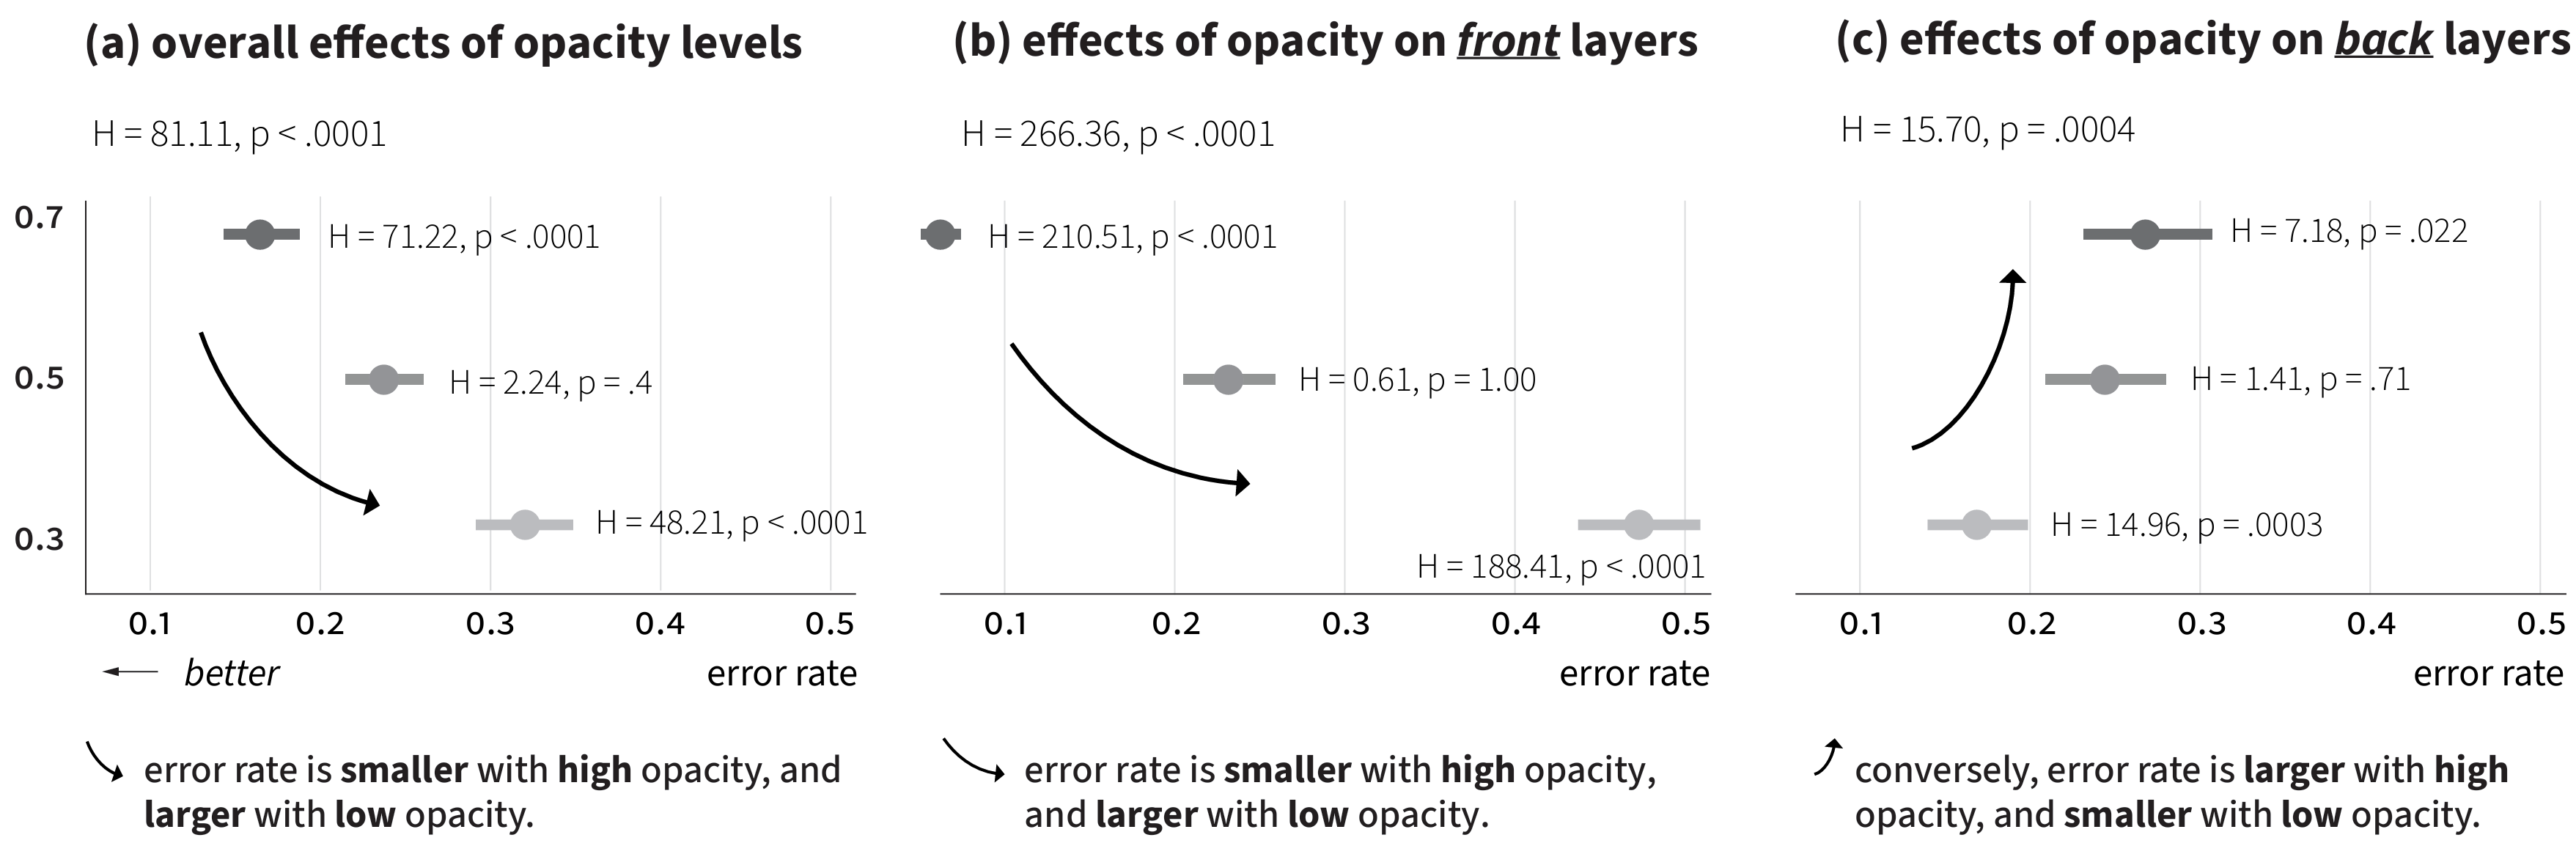 (a) overall effects of opacity levels
H = 81.11, p < .0001
0.7
0.5
0.3
H = 71.22, p < .0001
H = 2.24, p = .4
H = 48.21, p < .0001
0.1 0.2 0.3 0.4 0.5
better
error rate
error rate is smaller with high opacity, and
larger with low opacity.
(b) effects of opacity on front layers
H = 266.36, p < .0001
H = 210.51, p < .0001
H = 0.61, p = 1.00
H = 188.41, p < .0001
0.1 0.2 0.3 0.4 0.5
error rate
error rate is smaller with high opacity,
and larger with low opacity.
(c) effects of opacity on back layers
H = 15.70, p = .0004
H = 7.18, p = .022
H = 1.41, p = .71
H = 14.96, p = .0003
0.1 0.2 0.3 0.4 0.5
error rate
conversely, error rate is larger with high
opacity, and smaller with low opacity.